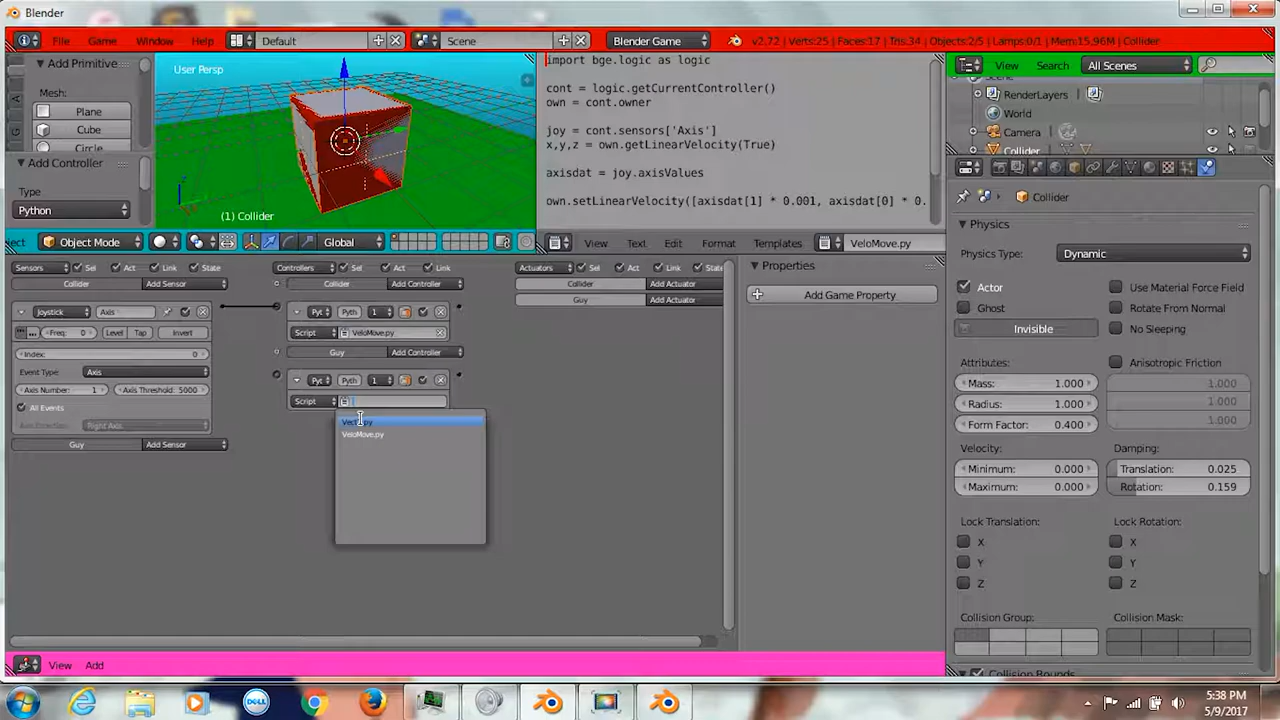 Blender
File Game Window Help Default Scene Blender Game v2.72 | Verts:25 | Faces:17 | Tris:34 | Objects:2/5 | Lamps:0/1 | Mem:15.96M | Collider
Add Primitive
Mesh:
Plane
Cube
Circle
Add Controller
Type
Python
User Persp
(1) Collider
import bge.logic as logic
cont = logic.getCurrentController()
own = cont.owner
joy = cont.sensors['Axis']
x,y,z = own.getLinearVelocity(True)
axisdat = joy.axisValues
own.setLinearVelocity([axisdat[1] * 0.001, axisdat[0] * 0.
View Search All Scenes
RenderLayers
World
Camera
Collider
ect Object Mode Global
View Text Edit Format Templates VeloMove.py
Sensors Sel Act Link State
Collider Add Sensor
Joystick Axis
Freq: 0 Level Tap Invert
Index: 0
Event Type: Axis
Axis Number: 1 Axis Threshold: 5000
All Events
Guy Add Sensor
Controllers Sel Act Link
Collider Add Controller
Pyt Pyth 1
Script VeloMove.py
Guy Add Controller
Pyt Pyth 1
Script
VeloMove.py
Actuators Sel Act Link State
Collider Add Actuator
Guy Add Actuator
Properties
Add Game Property
Collider
Physics
Physics Type: Dynamic
Actor Use Material Force Field
Ghost Rotate From Normal
Invisible No Sleeping
Attributes: Anisotropic Friction
Mass: 1.000 1.000
Radius: 1.000 1.000
Form Factor: 0.400 1.000
Velocity: Damping:
Minimum: 0.000 Translation: 0.025
Maximum: 0.000 Rotation: 0.159
Lock Translation: Lock Rotation:
X X
Y Y
Z Z
Collision Group: Collision Mask:
Collision Bounds
View Add
DELL
5:38 PM
5/9/2017